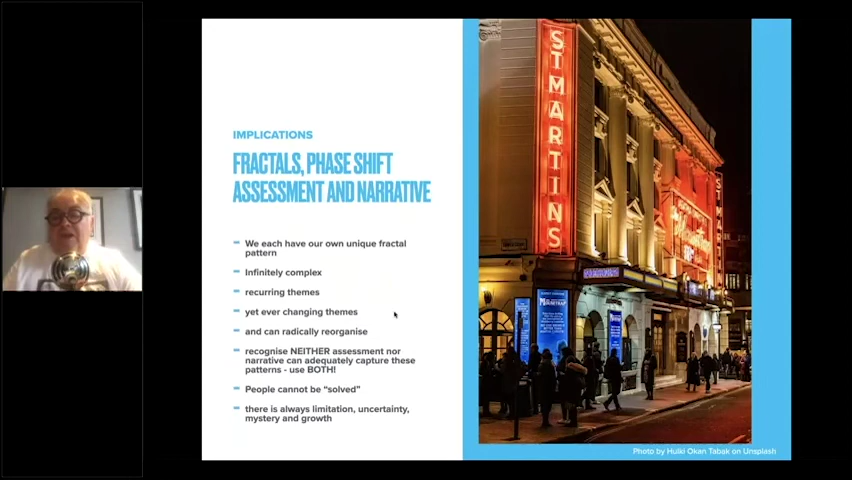 IMPLICATIONS
FRACTALS, PHASE SHIFT
ASSESSMENT AND NARRATIVE
We each have our own unique fractal
pattern
Infinitely complex
recurring themes
yet ever changing themes
and can radically reorganise
recognise NEITHER assessment nor
narrative can adequately capture these
patterns - use BOTH!
People cannot be “solved”
there is always limitation, uncertainty,
mystery and growth
ST MARTINS
ST MARTINS
MOUSETRAP
Photo by Hulki Okan Tabak on Unsplash